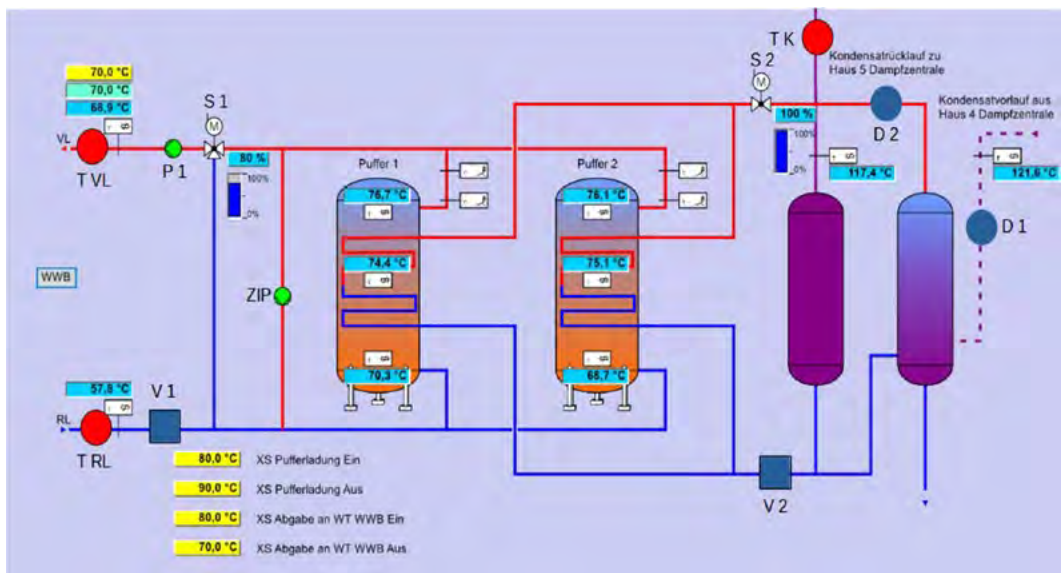 T K
Kondensatrücklauf zu
Haus 5 Dampfzentrale
S 2
M
70,0 °C
70,0 °C
68,9 °C
S 1
M
Kondensatvorlauf aus
Haus 4 Dampfzentrale
100 %
100%
0%
D 2
VL
T VL
P 1
80 %
100%
0%
Puffer 1
Puffer 2
117,4 °C
121,6 °C
76,7 °C
76,1 °C
D 1
74,4 °C
75,1 °C
WWB
ZIP
70,3 °C
68,7 °C
57,8 °C
V 1
RL
T RL
80,0 °C XS Pufferladung Ein
90,0 °C XS Pufferladung Aus
80,0 °C XS Abgabe an WT WWB Ein
70,0 °C XS Abgabe an WT WWB Aus
V 2